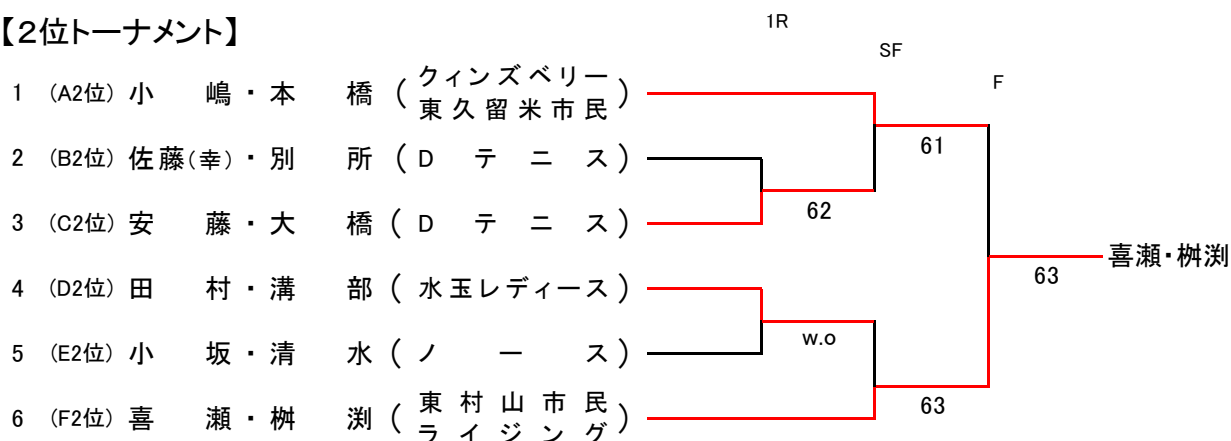 【2位トーナメント】
1R
SF
F
1 (A2位) 小 嶋・本 橋 ( クィンズベリー
東久留米市民 )
2 (B2位) 佐藤(幸)・別 所 ( D テニス )
3 (C2位) 安 藤・大 橋 ( D テニス )
4 (D2位) 田 村・溝 部 ( 水玉レディース )
5 (E2位) 小 坂・清 水 ( ノース )
6 (F2位) 喜 瀬・桝 渕 ( 東村山市民
ライジング )
61
62
63
喜瀬・桝渕
w.o
63